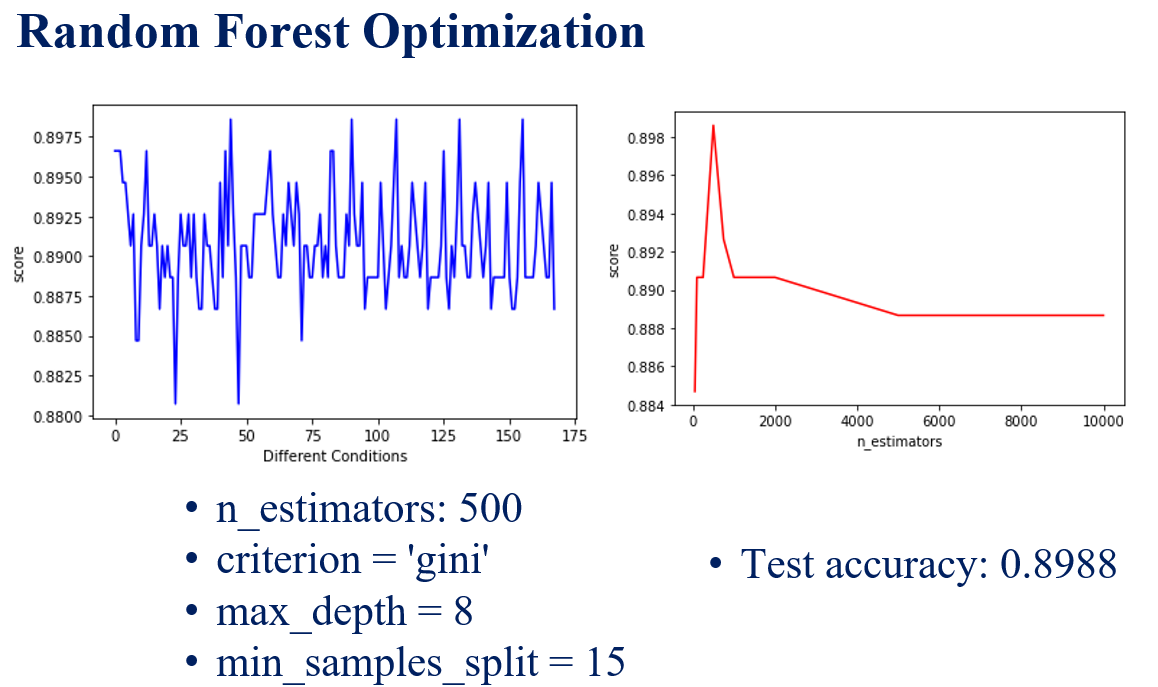 Random Forest Optimization
score
0.8975
0.8950
0.8925
0.8900
0.8875
0.8850
0.8825
0.8800
0 25 50 75 100 125 150 175
Different Conditions
score
0.898
0.896
0.894
0.892
0.890
0.888
0.886
0.884
0 2000 4000 6000 8000 10000
n_estimators
• n_estimators: 500
• criterion = 'gini'
• max_depth = 8
• min_samples_split = 15
• Test accuracy: 0.8988